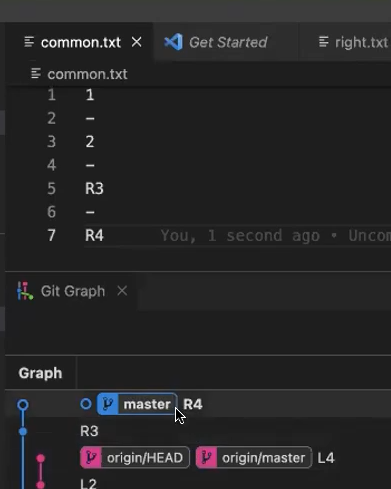 common.txt Get Started right.txt
common.txt
1 1
2 –
3 2
4 –
5 R3
6 –
7 R4 You, 1 second ago • Uncom
Git Graph
Graph
master R4
R3
origin/HEAD origin/master L4
L2